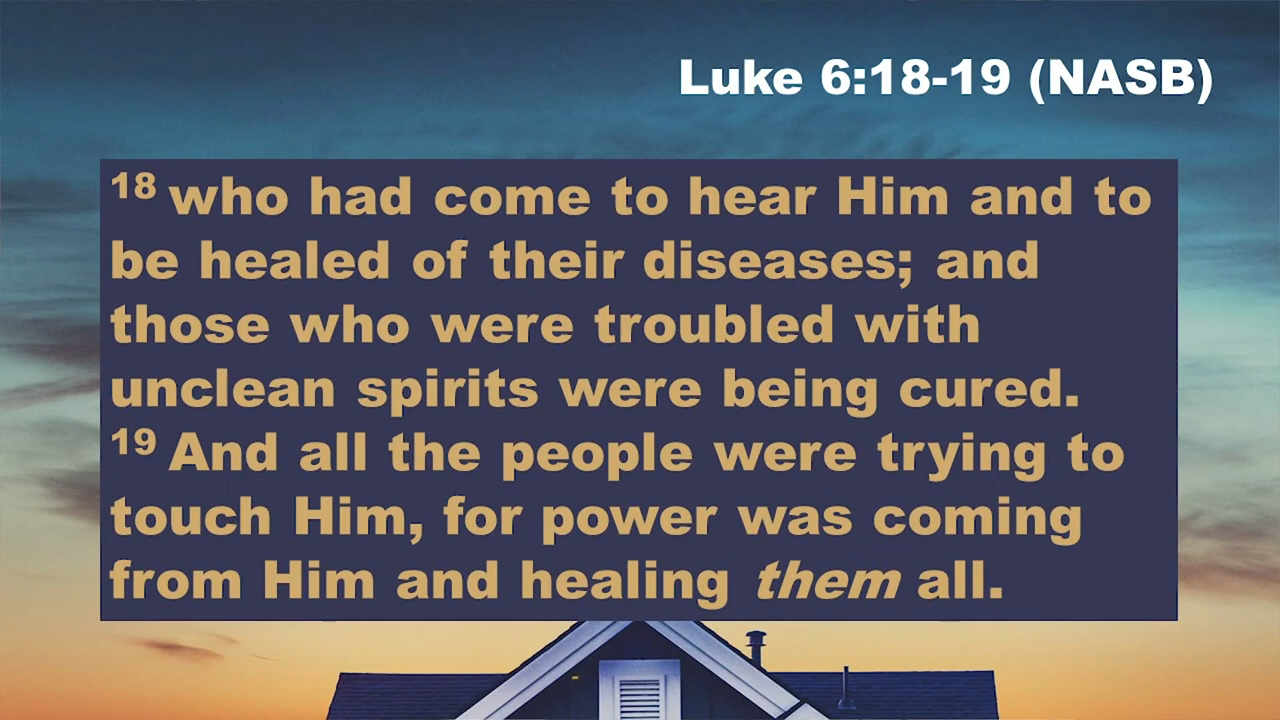 Luke 6:18-19 (NASB)
18 who had come to hear Him and to
be healed of their diseases; and
those who were troubled with
unclean spirits were being cured.
19 And all the people were trying to
touch Him, for power was coming
from Him and healing them all.